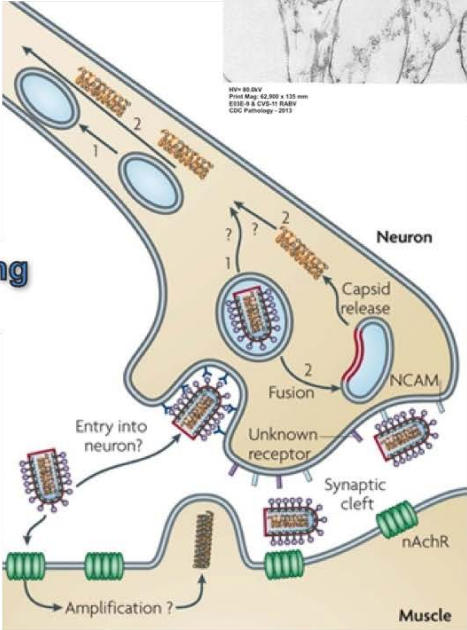 HV= 80.0kV
Print Mag: 62,900 x 135 mm
E03E-9 & CVS-11 RABV
CDC Pathology - 2013
2
1
Neuron
?
?
2
1
Capsid
release
ng
2
Fusion
NCAM
Entry into
neuron?
Unknown
receptor
Synaptic
cleft
nAchR
Amplification ?
Muscle